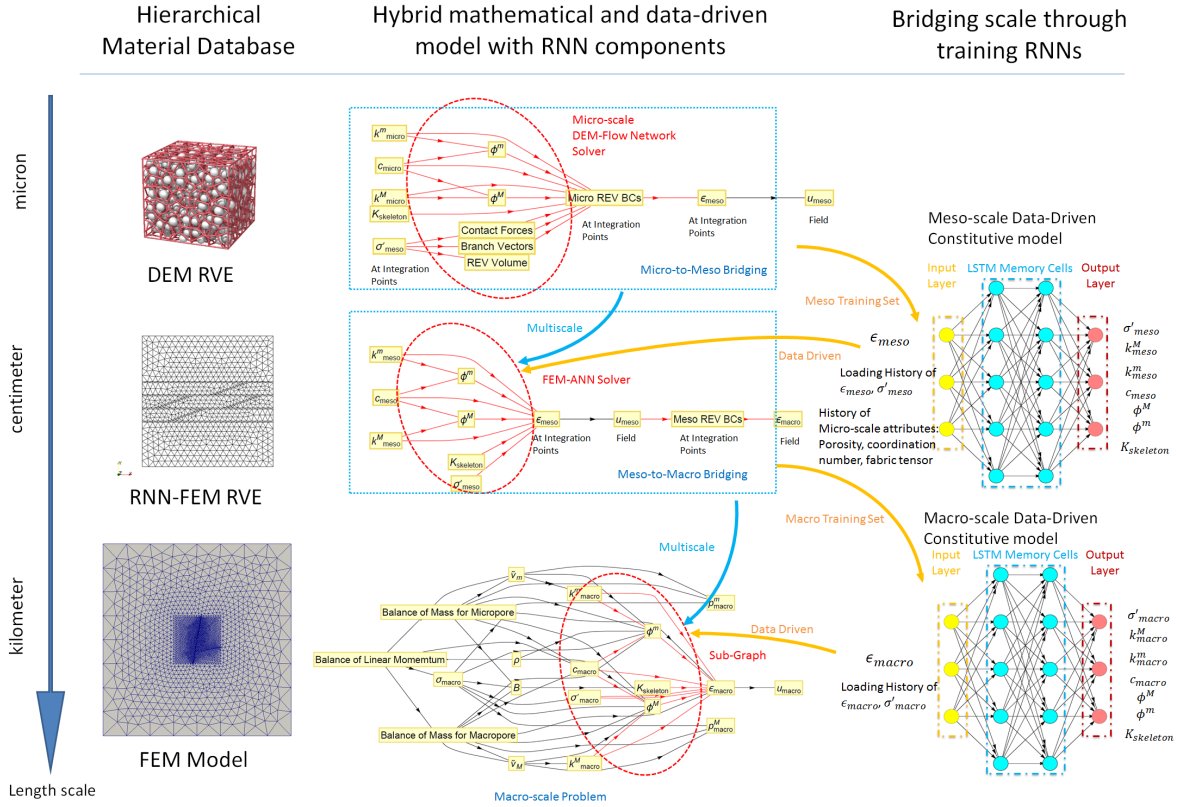 Hierarchical
Material Database
Hybrid mathematical and data-driven
model with RNN components
Bridging scale through
training RNNs
micron
centimeter
kilometer
Length scale
DEM RVE
RNN-FEM RVE
FEM Model
Micro-scale
DEM-Flow Network
Solver
k^m_micro
ϕ^m
c_micro
k^M_micro
ϕ^M
Micro REV BCs
ϵ_meso
u_meso
K_skeleton
At Integration
Points
At Integration
Points
Field
Contact Forces
σ'_meso
Branch Vectors
REV Volume
At Integration
Points
Micro-to-Meso Bridging
Multiscale
Meso Training Set
Data Driven
k^m_meso
ϕ^m
FEM-ANN Solver
c_meso
ϕ^M
ϵ_meso
u_meso
Meso REV BCs
ϵ_macro
k^M_meso
At Integration
Points
Field
At Integration
Points
Field
K_skeleton
σ'_meso
Meso-to-Macro Bridging
Multiscale
Macro Training Set
Data Driven
ṽ_m
k^m_macro
p^m_macro
Balance of Mass for Micropore
ϕ^m
Sub-Graph
Balance of Linear Momentum
ρ̄
c_macro
σ_macro
B̄
K_skeleton
ϵ_macro
u_macro
σ'_macro
ϕ^M
Balance of Mass for Macropore
p^M_macro
ṽ_M
k^M_macro
Macro-scale Problem
Meso-scale Data-Driven
Constitutive model
Input
Layer
LSTM Memory Cells
Output
Layer
ϵ_meso
Loading History of
ϵ_meso, σ'_meso
History of
Micro-scale attributes:
Porosity, coordination
number, fabric tensor
σ'_meso
k^M_meso
k^m_meso
c_meso
ϕ^M
ϕ^m
K_skeleton
Macro-scale Data-Driven
Constitutive model
Input
Layer
LSTM Memory Cells
Output
Layer
ϵ_macro
Loading History of
ϵ_macro, σ'_macro
σ'_macro
k^M_macro
k^m_macro
c_macro
ϕ^M
ϕ^m
K_skeleton